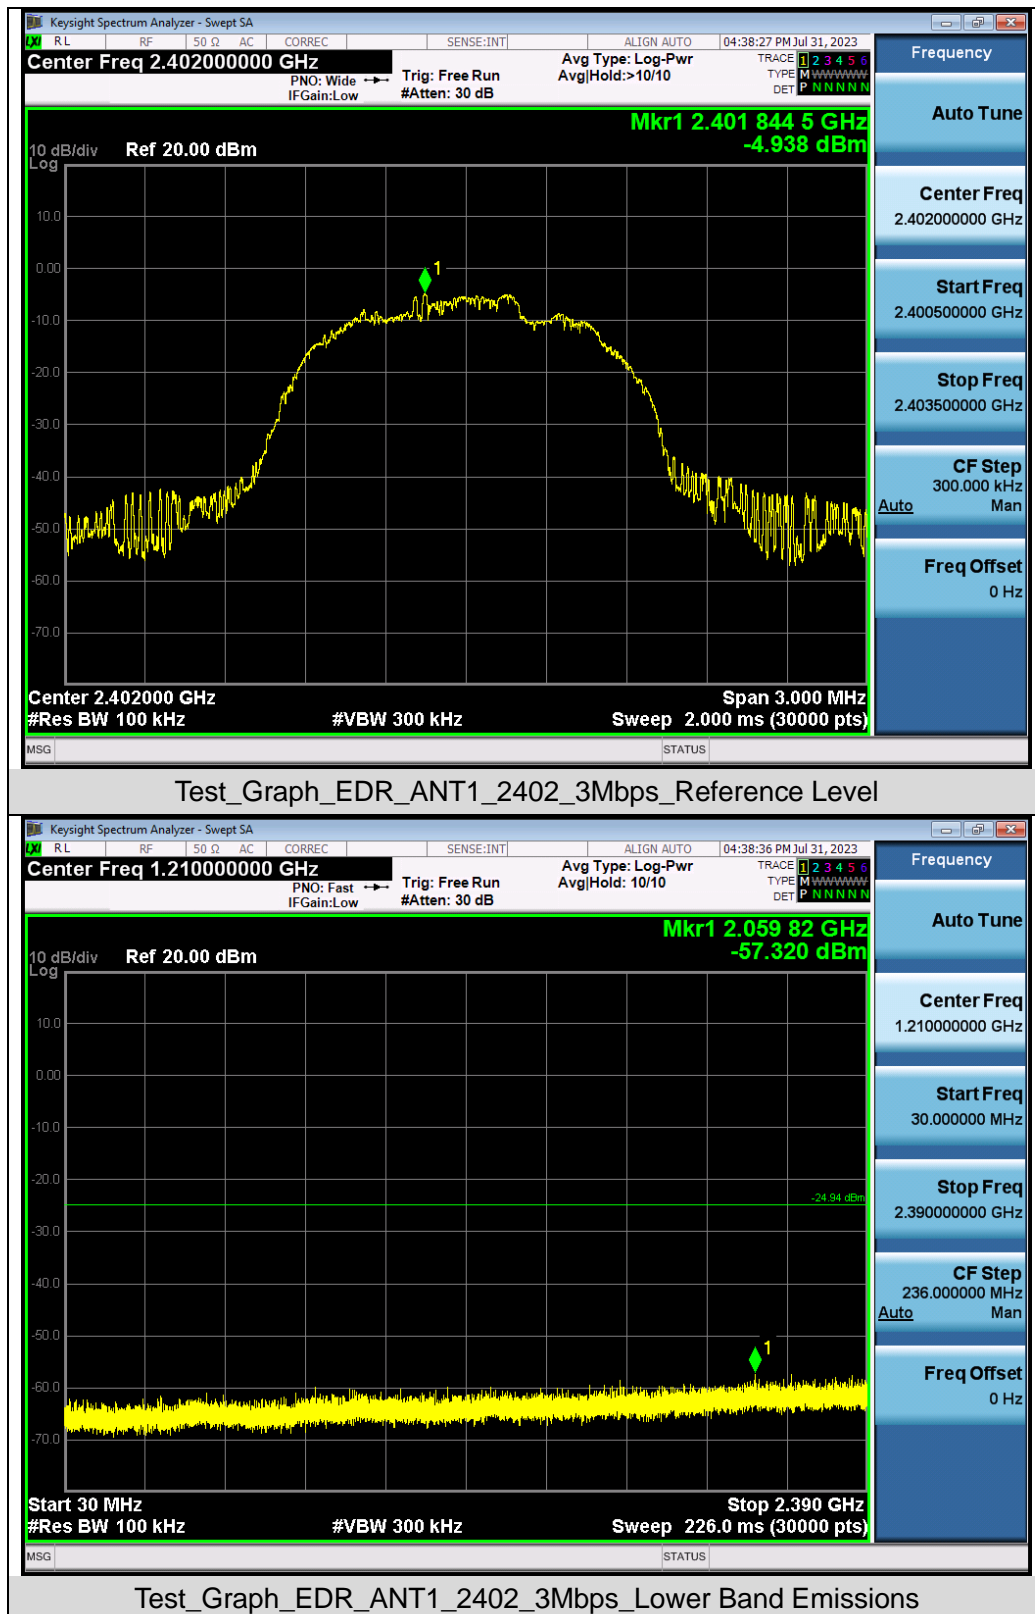 Keysight Spectrum Analyzer - Swept SA
LXI RL RF 50 Ω AC CORREC SENSE:INT ALIGN AUTO 04:38:27 PM Jul 31, 2023
Center Freq 2.402000000 GHz
PNO: Wide
IFGain:Low
Trig: Free Run
#Atten: 30 dB
Avg Type: Log-Pwr
Avg|Hold:>10/10
TRACE 1 2 3 4 5 6
TYPE M W W W W W
DET P N N N N N
Mkr1 2.401 844 5 GHz
-4.938 dBm
10 dB/div Ref 20.00 dBm
Log
10.0
0.00
1
-10.0
-20.0
-30.0
-40.0
-50.0
-60.0
-70.0
Center 2.402000 GHz Span 3.000 MHz
#Res BW 100 kHz #VBW 300 kHz Sweep 2.000 ms (30000 pts)
MSG STATUS
Frequency
Auto Tune
Center Freq
2.402000000 GHz
Start Freq
2.400500000 GHz
Stop Freq
2.403500000 GHz
CF Step
300.000 kHz
Auto Man
Freq Offset
0 Hz
Test_Graph_EDR_ANT1_2402_3Mbps_Reference Level
Keysight Spectrum Analyzer - Swept SA
LXI RL RF 50 Ω AC CORREC SENSE:INT ALIGN AUTO 04:38:36 PM Jul 31, 2023
Center Freq 1.210000000 GHz
PNO: Fast
IFGain:Low
Trig: Free Run
#Atten: 30 dB
Avg Type: Log-Pwr
Avg|Hold: 10/10
TRACE 1 2 3 4 5 6
TYPE M W W W W W
DET P N N N N N
Mkr1 2.059 82 GHz
-57.320 dBm
10 dB/div Ref 20.00 dBm
Log
10.0
0.00
-10.0
-20.0
-24.94 dBm
-30.0
-40.0
-50.0
1
-60.0
-70.0
Start 30 MHz Stop 2.390 GHz
#Res BW 100 kHz #VBW 300 kHz Sweep 226.0 ms (30000 pts)
MSG STATUS
Frequency
Auto Tune
Center Freq
1.210000000 GHz
Start Freq
30.000000 MHz
Stop Freq
2.390000000 GHz
CF Step
236.000000 MHz
Auto Man
Freq Offset
0 Hz
Test_Graph_EDR_ANT1_2402_3Mbps_Lower Band Emissions